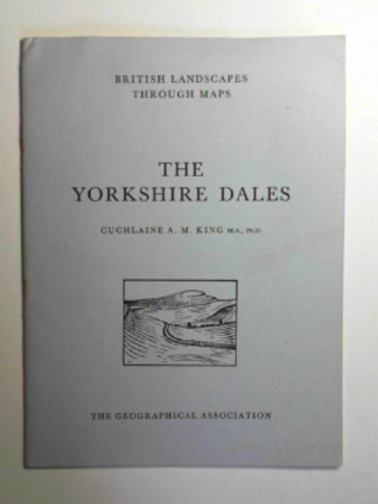 BRITISH LANDSCAPES
THROUGH MAPS
THE
YORKSHIRE DALES
CUCHLAINE A. M. KING M.A., Ph.D.
THE GEOGRAPHICAL ASSOCIATION